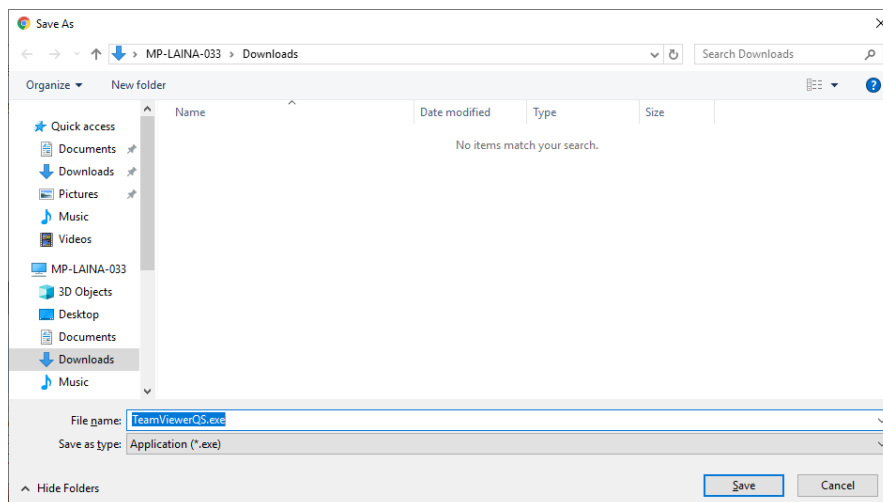 Save As
MP-LAINA-033 > Downloads
Search Downloads
Organize
New folder
Name
Date modified
Type
Size
No items match your search.
Quick access
Documents
Downloads
Pictures
Music
Videos
MP-LAINA-033
3D Objects
Desktop
Documents
Downloads
Music
File name: TeamViewerQS.exe
Save as type: Application (*.exe)
Hide Folders
Save
Cancel